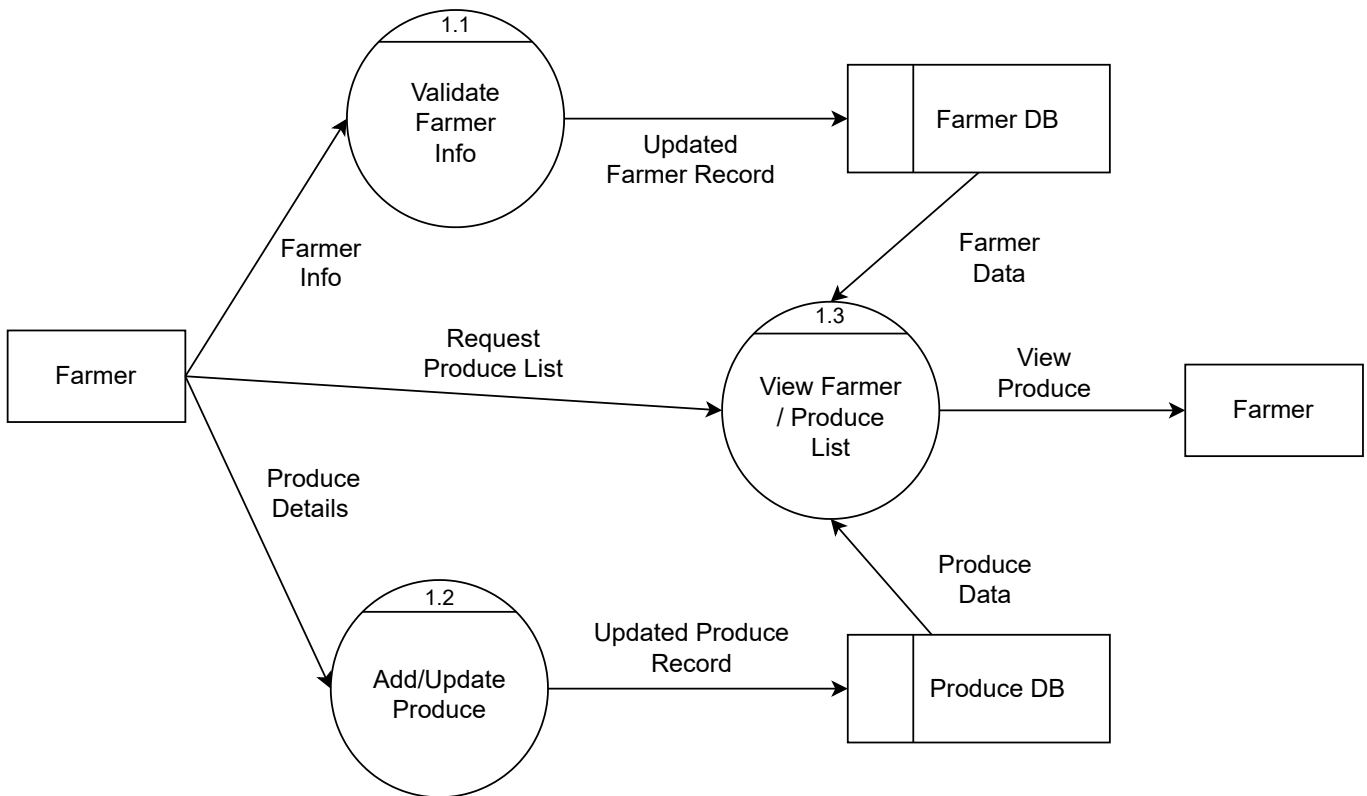 1.1
Validate
Farmer
Info
Farmer DB
Updated
Farmer Record
Farmer
Info
Farmer
Data
1.3
Request
Produce List
View
Produce
Farmer
View Farmer
/ Produce
List
Farmer
Produce
Details
Produce
Data
1.2
Updated Produce
Record
Add/Update
Produce
Produce DB